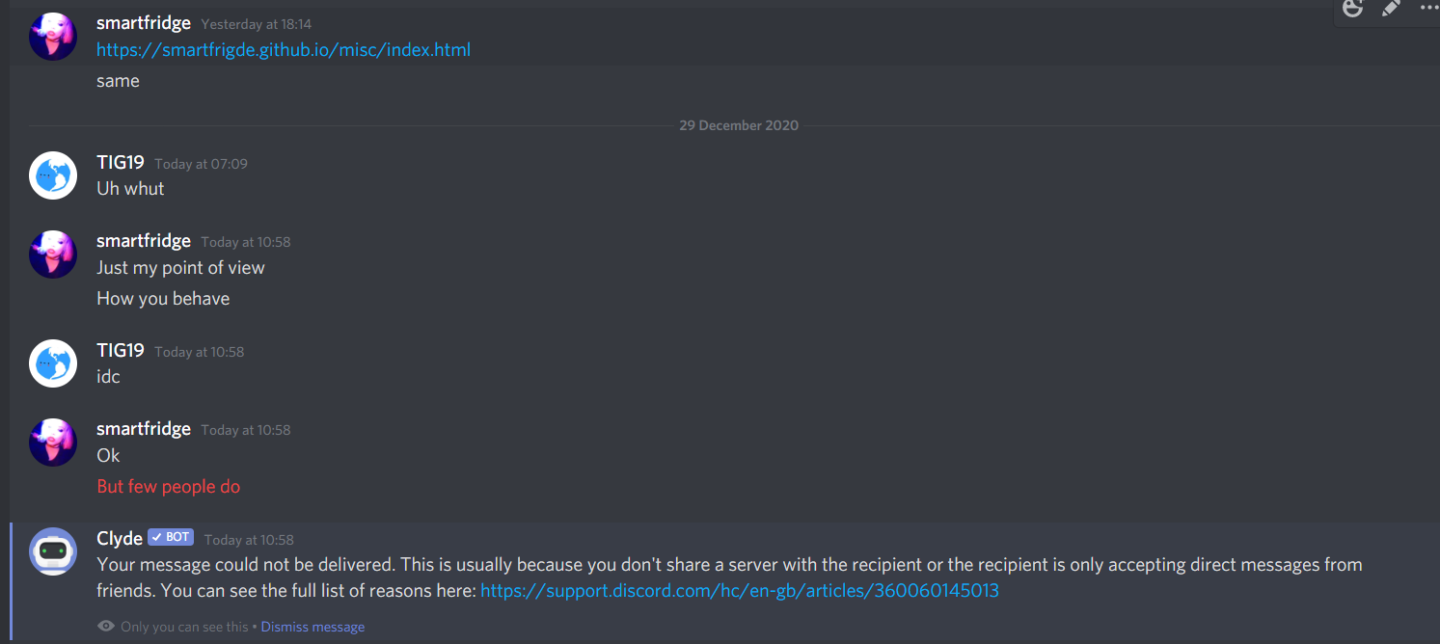 smartfridge Yesterday at 18:14
https://smartfrigde.github.io/misc/index.html
same
29 December 2020
TIG19 Today at 07:09
Uh whut
smartfridge Today at 10:58
Just my point of view
How you behave
TIG19 Today at 10:58
idc
smartfridge Today at 10:58
Ok
But few people do
Clyde BOT Today at 10:58
Your message could not be delivered. This is usually because you don't share a server with the recipient or the recipient is only accepting direct messages from
friends. You can see the full list of reasons here: https://support.discord.com/hc/en-gb/articles/360060145013
Only you can see this • Dismiss message